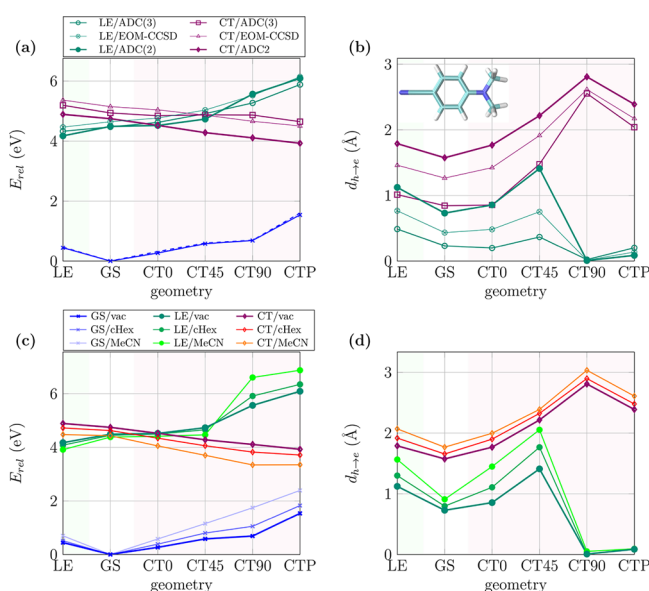 LE/ADC(3) CT/ADC(3)
LE/EOM-CCSD CT/EOM-CCSD
LE/ADC(2) CT/ADC2
(a)
6
4
2
0
E_rel (eV)
LE GS CT0 CT45 CT90 CTP
geometry
(b)
3
2
1
0
d_h→e (Å)
LE GS CT0 CT45 CT90 CTP
geometry
GS/vac LE/vac CT/vac
GS/cHex LE/cHex CT/cHex
GS/MeCN LE/MeCN CT/MeCN
(c)
6
4
2
0
E_rel (eV)
LE GS CT0 CT45 CT90 CTP
geometry
(d)
3
2
1
0
d_h→e (Å)
LE GS CT0 CT45 CT90 CTP
geometry